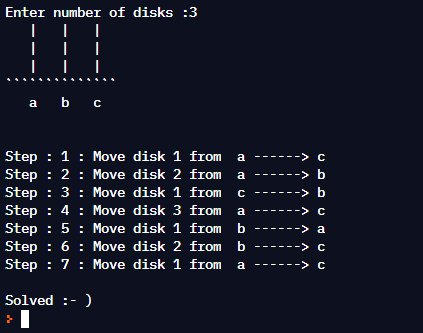 Enter number of disks :3
   |   |   |
   |   |   |
   |   |   |
``````````````
   a   b   c
Step : 1 : Move disk 1 from  a ------> c
Step : 2 : Move disk 2 from  a ------> b
Step : 3 : Move disk 1 from  c ------> b
Step : 4 : Move disk 3 from  a ------> c
Step : 5 : Move disk 1 from  b ------> a
Step : 6 : Move disk 2 from  b ------> c
Step : 7 : Move disk 1 from  a ------> c
Solved :- )
>